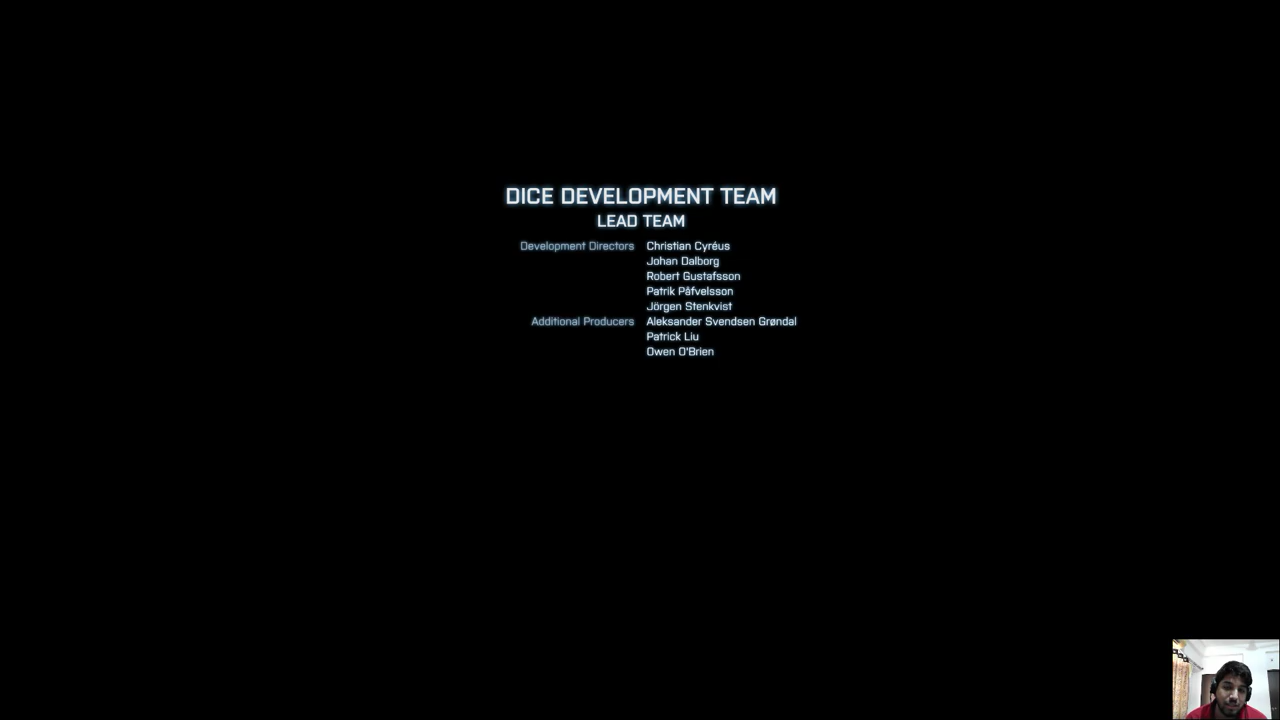 DICE DEVELOPMENT TEAM
LEAD TEAM
Development Directors Christian Cyréus
Johan Dalborg
Robert Gustafsson
Patrik Påfvelsson
Jörgen Stenkvist
Additional Producers Aleksander Svendsen Grøndal
Patrick Liu
Owen O'Brien